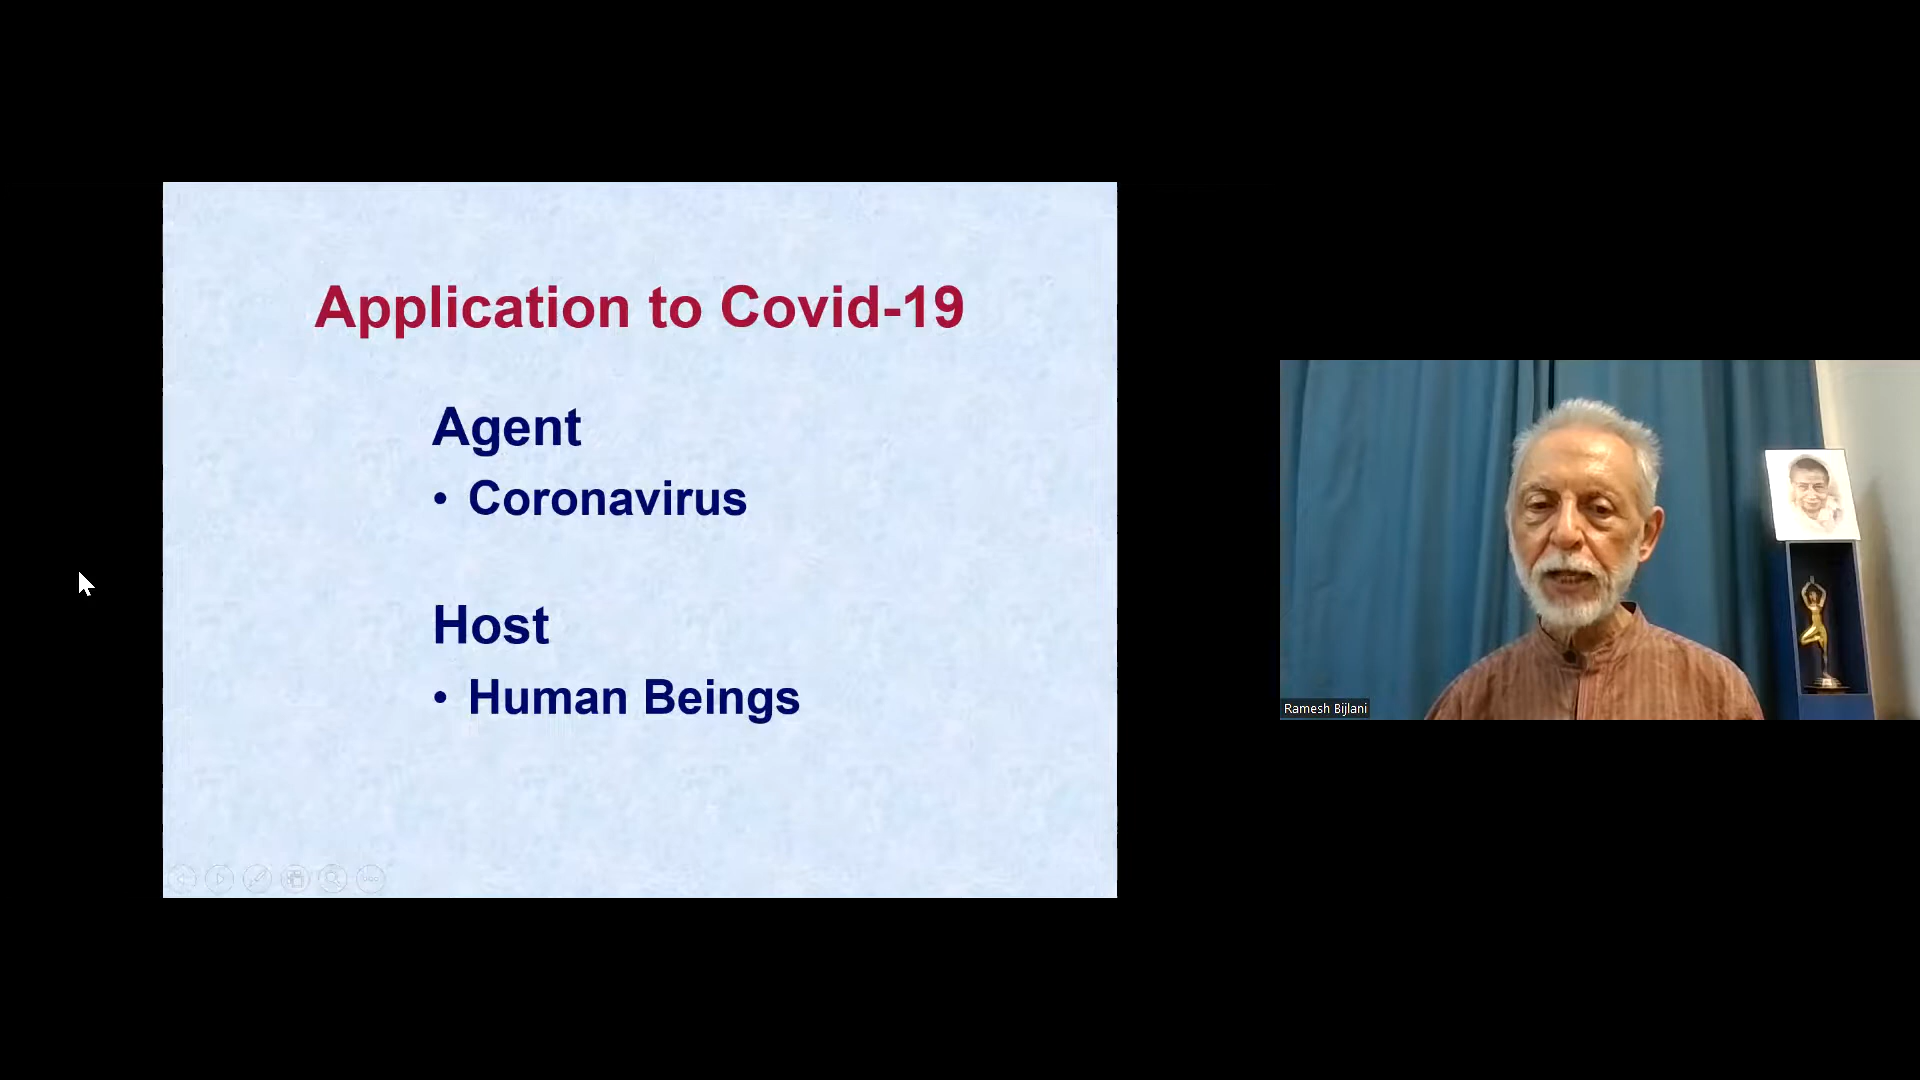 Application to Covid-19
Agent
• Coronavirus
Host
• Human Beings
Ramesh Bijlani